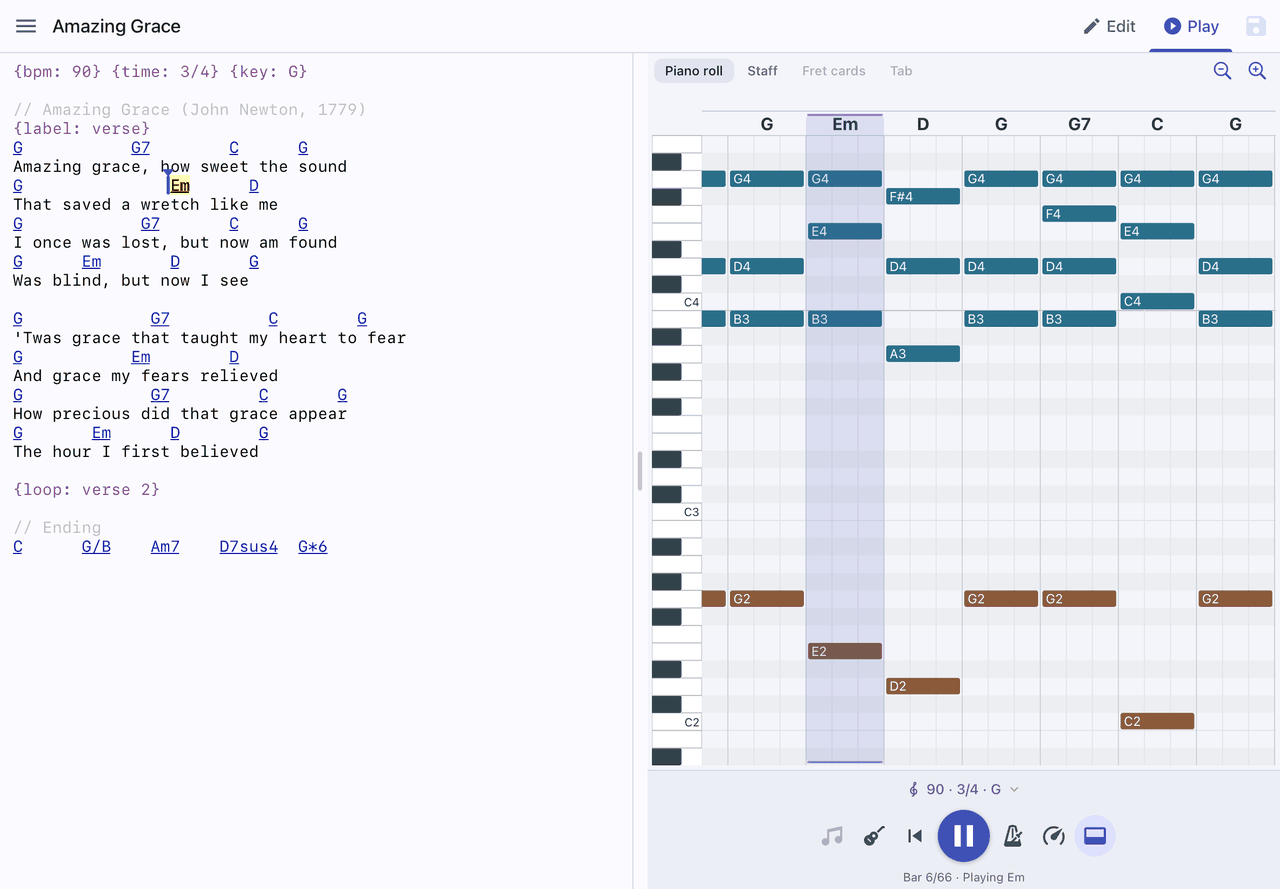 Amazing Grace
Edit
Play
{bpm: 90} {time: 3/4} {key: G}
// Amazing Grace (John Newton, 1779)
{label: verse}
G G7 C G
Amazing grace, how sweet the sound
G Em D
That saved a wretch like me
G G7 C G
I once was lost, but now am found
G Em D G
Was blind, but now I see
G G7 C G
'Twas grace that taught my heart to fear
G Em D
And grace my fears relieved
G G7 C G
How precious did that grace appear
G Em D G
The hour I first believed
{loop: verse 2}
// Ending
C G/B Am7 D7sus4 G*6
Piano roll Staff Fret cards Tab
G Em D G G7 C G
G4 G4 G4 G4 G4 G4
F#4
F4
E4 E4
D4 D4 D4 D4 D4
C4 C4
B3 B3 B3 B3 B3
A3
C3
G2 G2 G2 G2
E2
D2
C2 C2
90 · 3/4 · G
Bar 6/66 · Playing Em